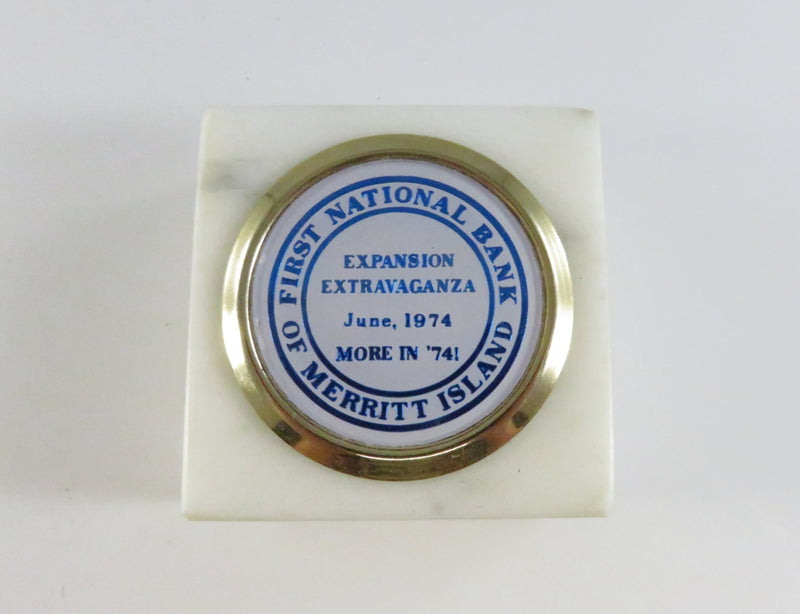 FIRST NATIONAL BANK
OF MERRITT ISLAND
EXPANSION
EXTRAVAGANZA
June, 1974
MORE IN '74!